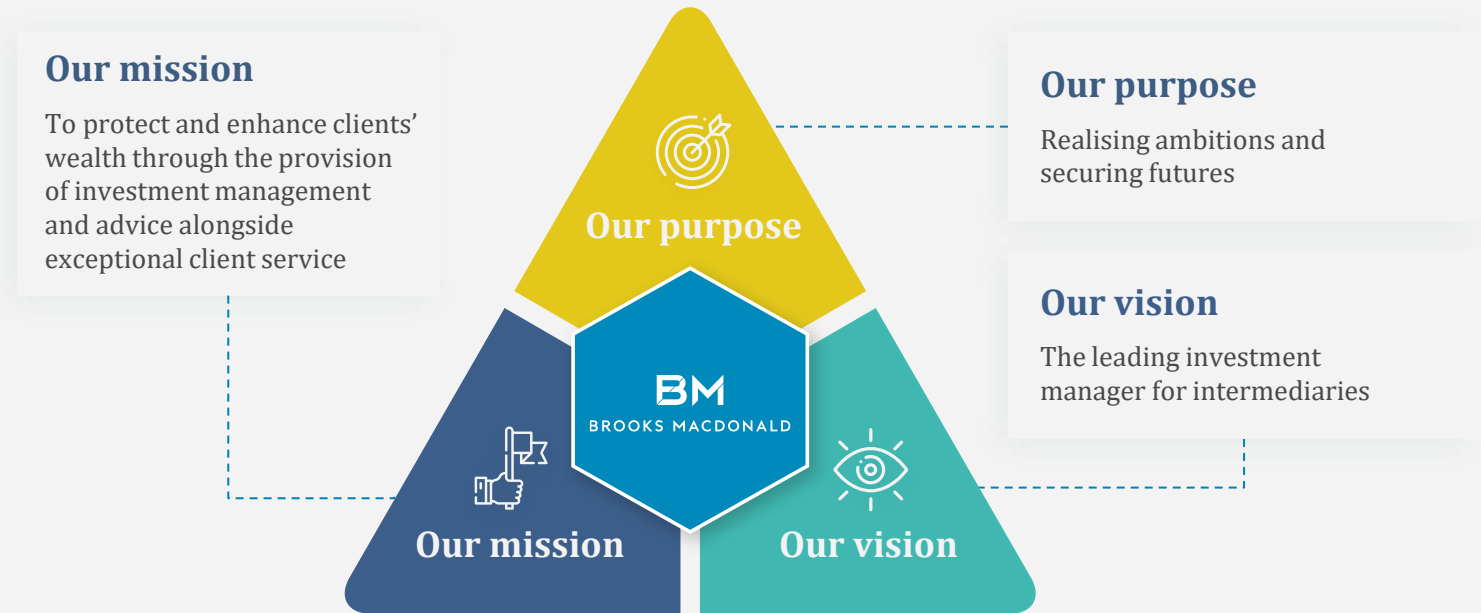 Our mission
To protect and enhance clients’
wealth through the provision
of investment management
and advice alongside
exceptional client service
Our purpose
Our mission
BM
BROOKS MACDONALD
Our vision
Our purpose
Realising ambitions and
securing futures
Our vision
The leading investment
manager for intermediaries